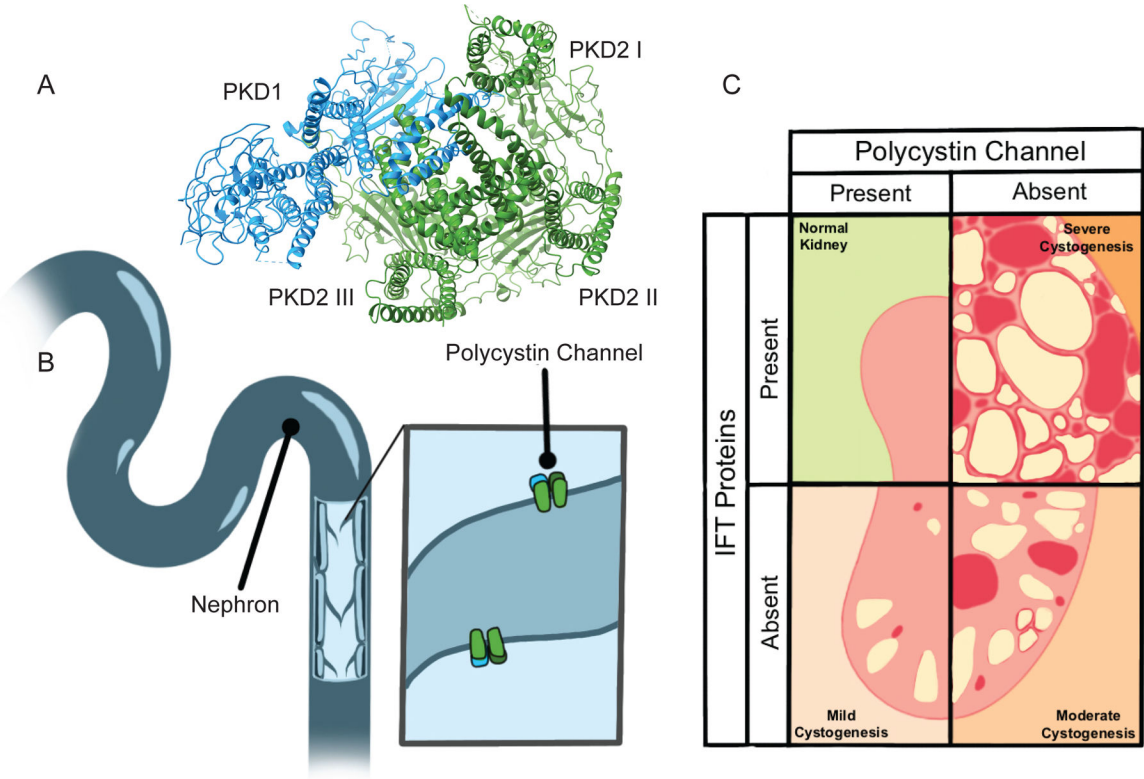 A
PKD1
PKD2 I
PKD2 III
PKD2 II
B
Polycystin Channel
Nephron
C
Polycystin Channel
Present
Absent
IFT Proteins
Present
Absent
Normal
Kidney
Severe
Cystogenesis
Mild
Cystogenesis
Moderate
Cystogenesis